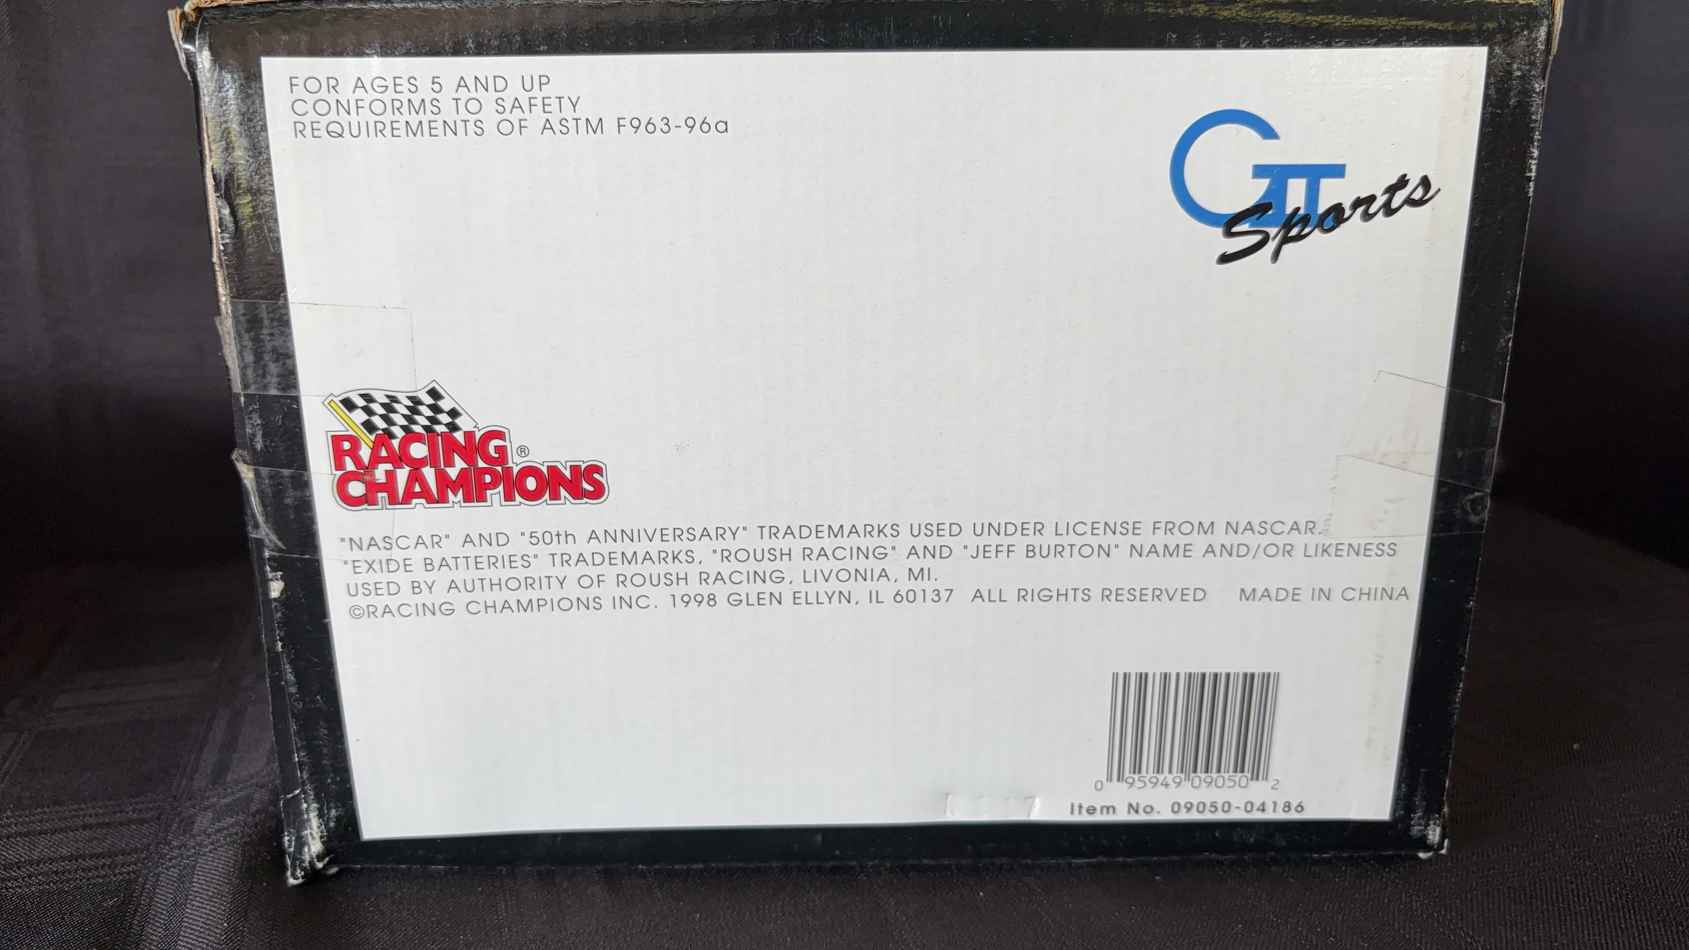 FOR AGES 5 AND UP
CONFORMS TO SAFETY
REQUIREMENTS OF ASTM F963-96a
GTT
Sports
RACING ®
CHAMPIONS
"NASCAR" AND "50th ANNIVERSARY" TRADEMARKS USED UNDER LICENSE FROM NASCAR.
"EXIDE BATTERIES" TRADEMARKS, "ROUSH RACING" AND "JEFF BURTON" NAME AND/OR LIKENESS
USED BY AUTHORITY OF ROUSH RACING, LIVONIA, MI.
©RACING CHAMPIONS INC. 1998 GLEN ELLYN, IL 60137 ALL RIGHTS RESERVED MADE IN CHINA
0 95949 09050 2
Item No. 09050-04186